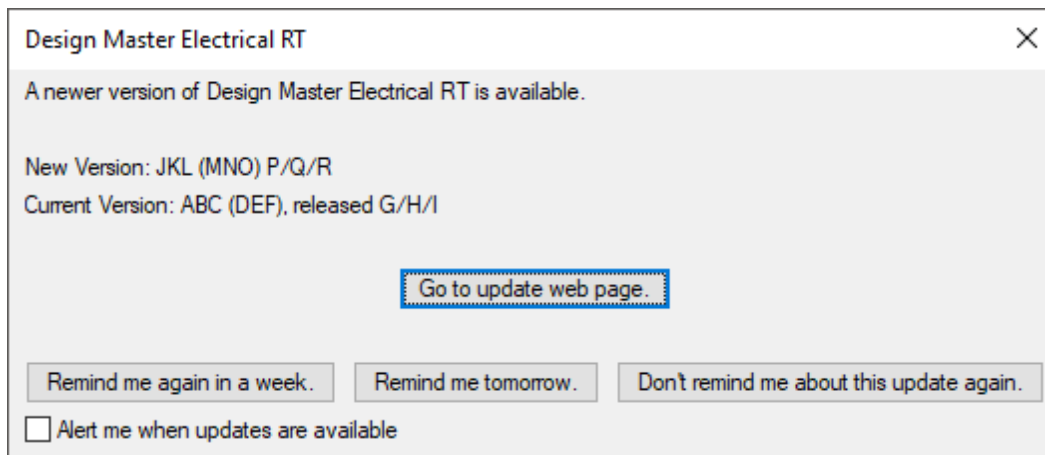 Design Master Electrical RT
A newer version of Design Master Electrical RT is available.
New Version: JKL (MNO) P/Q/R
Current Version: ABC (DEF), released G/H/I
Go to update web page.
Remind me again in a week. Remind me tomorrow. Don't remind me about this update again.
Alert me when updates are available